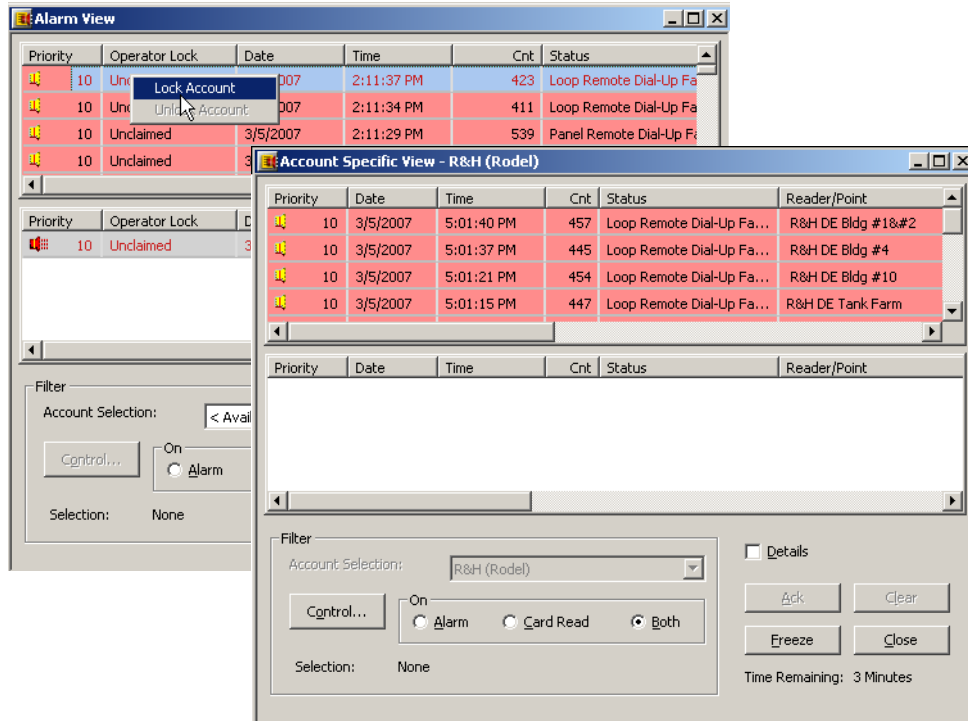 Alarm View
Priority Operator Lock Date Time Cnt Status
10 2:11:37 PM 423 Loop Remote Dial-Up Fa
Lock Account
10 2:11:34 PM 411 Loop Remote Dial-Up Fa
Unlock Account
10 Unclaimed 3/5/2007 2:11:29 PM 539 Panel Remote Dial-Up Fa
10 Unclaimed 3
Priority Operator Lock D
10 Unclaimed 3
Filter
Account Selection: < Avail
Control... On
Alarm
Selection: None
Account Specific View - R&H (Rodel)
Priority Date Time Cnt Status Reader/Point
10 3/5/2007 5:01:40 PM 457 Loop Remote Dial-Up Fa... R&H DE Bldg #1&#2
10 3/5/2007 5:01:37 PM 445 Loop Remote Dial-Up Fa... R&H DE Bldg #4
10 3/5/2007 5:01:21 PM 454 Loop Remote Dial-Up Fa... R&H DE Bldg #10
10 3/5/2007 5:01:15 PM 447 Loop Remote Dial-Up Fa... R&H DE Tank Farm
Priority Date Time Cnt Status Reader/Point
Filter
Account Selection: R&H (Rodel)
Control... On
Alarm Card Read Both
Selection: None
Details
Ack Clear
Freeze Close
Time Remaining: 3 Minutes